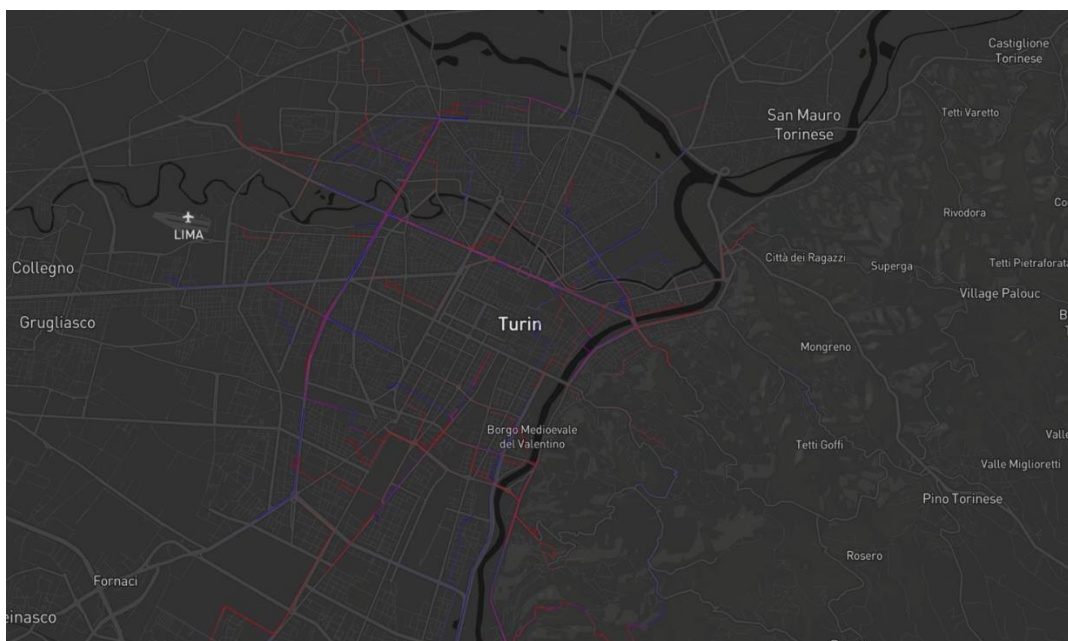 Castiglione
Torinese
San Mauro
Torinese
Tetti Varetto
Rivodora
LIMA
Città dei Ragazzi
Superga
Tetti Pietraforata
Collegno
Village Palouc
Grugliasco
Turin
Mongreno
Borgo Medioevale
del Valentino
Tetti Goffi
Valle Miglioretti
Pino Torinese
Rosero
Fornaci
einasco